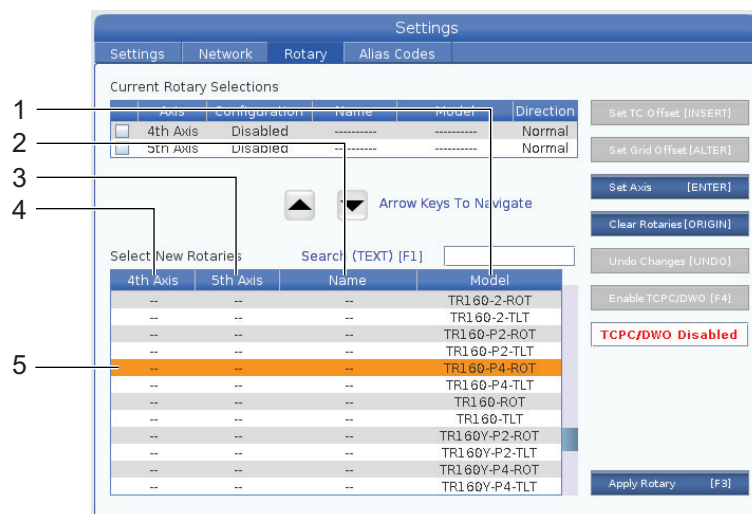 Settings
Settings Network Rotary Alias Codes
Current Rotary Selections
Axis Configuration Name Model Direction
4th Axis Disabled ---------- ---------- Normal
5th Axis Disabled ---------- ---------- Normal
Arrow Keys To Navigate
Select New Rotaries Search (TEXT) [F1]
4th Axis 5th Axis Name Model
-- -- -- TR160-2-ROT
-- -- -- TR160-2-TLT
-- -- -- TR160-P2-ROT
-- -- -- TR160-P2-TLT
-- -- -- TR160-P4-ROT
-- -- -- TR160-P4-TLT
-- -- -- TR160-ROT
-- -- -- TR160-TLT
-- -- -- TR160Y-P2-ROT
-- -- -- TR160Y-P2-TLT
-- -- -- TR160Y-P4-ROT
-- -- -- TR160Y-P4-TLT
Set TC Offset [INSERT]
Set Grid Offset [ALTER]
Set Axis [ENTER]
Clear Rotaries [ORIGIN]
Undo Changes [UNDO]
Enable TCPC/DWO [F4]
TCPC/DWO Disabled
Apply Rotary [F3]
1
2
3
4
5